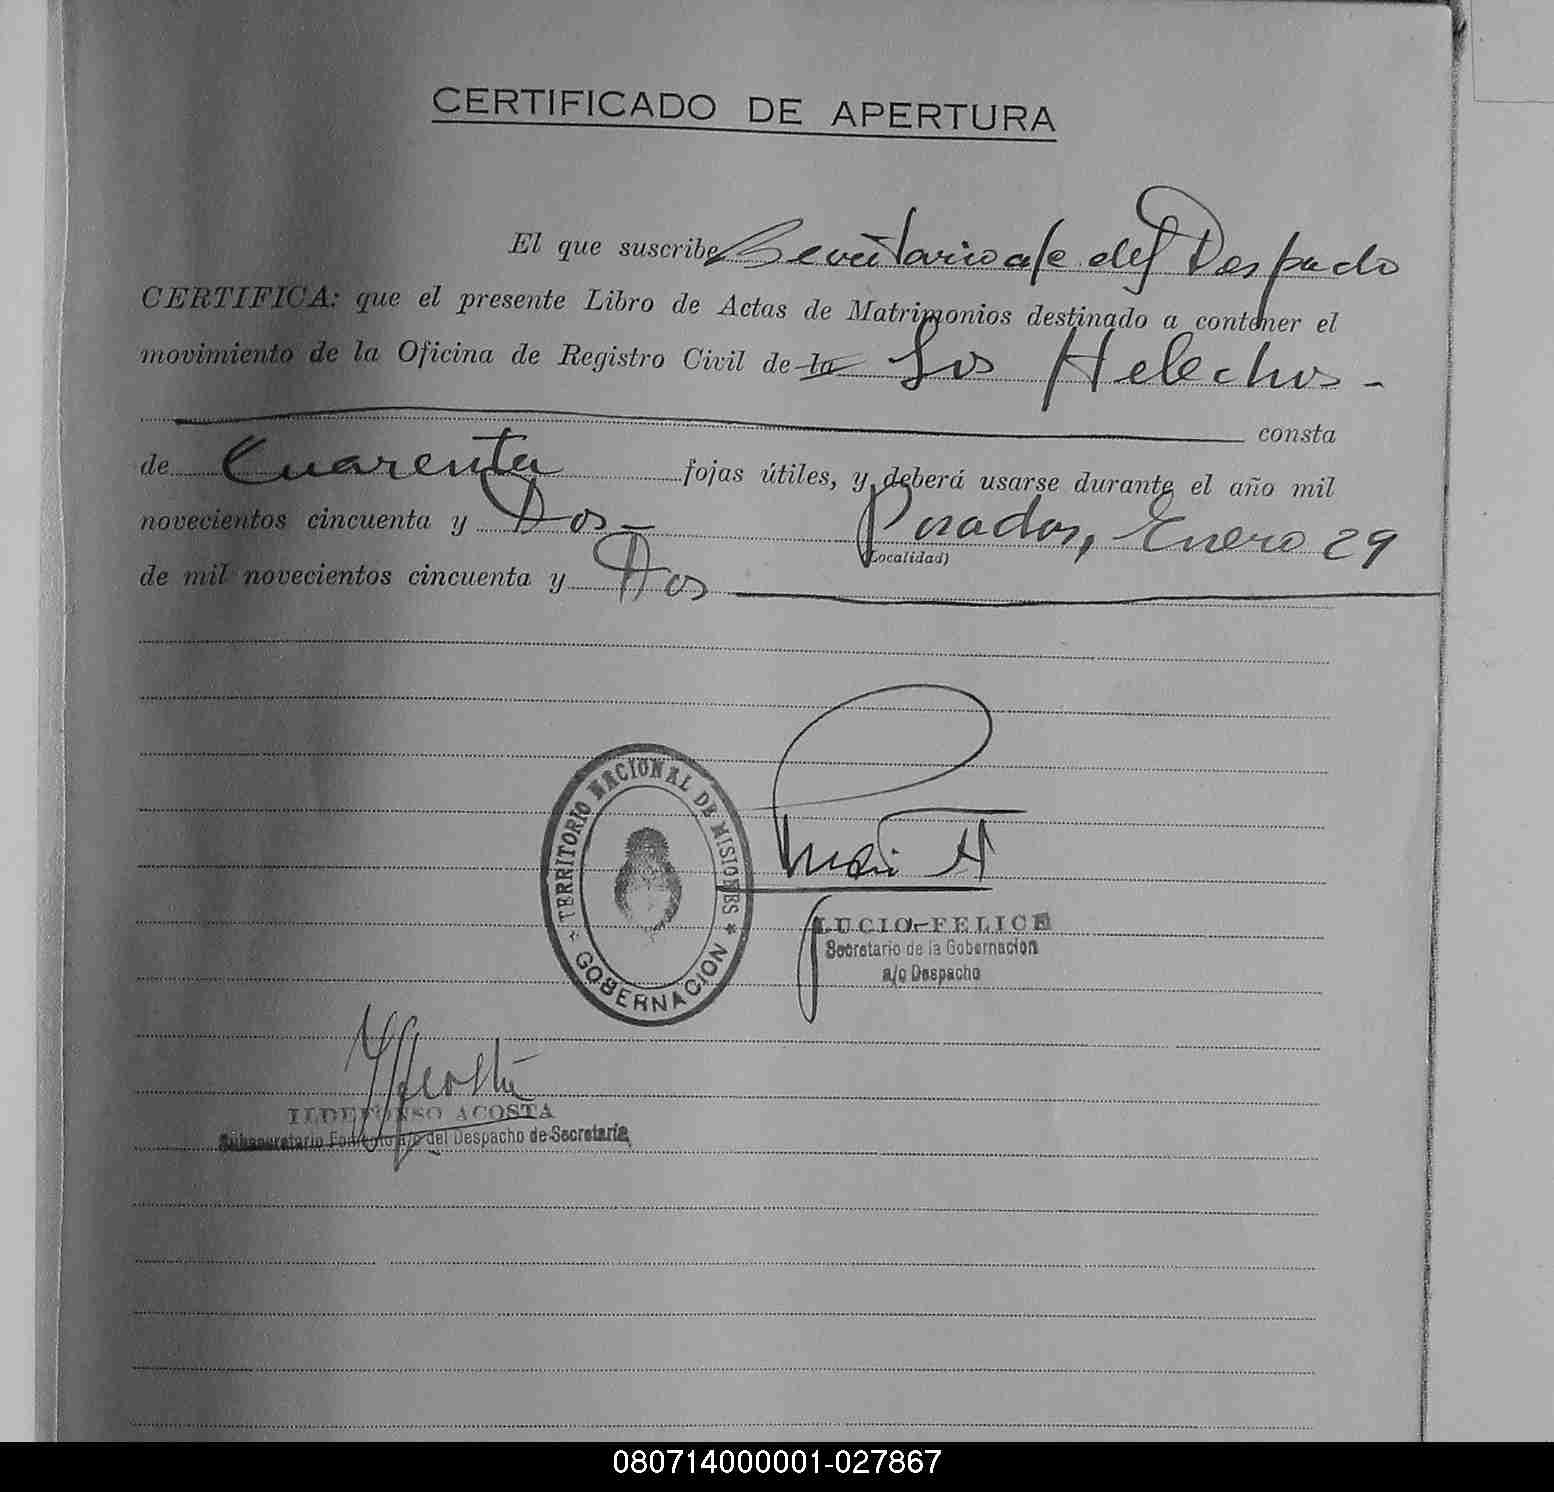 CERTIFICADO DE APERTURA
El que suscribe Secretario a/c del Despacho
CERTIFICA: que el presente Libro de Actas de Matrimonios destinado a contener el
movimiento de la Oficina de Registro Civil de la Los Helechos -
consta
de Cuarenta fojas útiles, y deberá usarse durante el año mil
novecientos cincuenta y Dos- Posadas, Enero 29
(Localidad)
de mil novecientos cincuenta y Dos
TERRITORIO NACIONAL DE MISIONES
GOBERNACION
LUCIO FELICE
Secretario de la Gobernacion
a/c Despacho
ILDEFONSO ACOSTA
Subsecretario Fomento a/c del Despacho de Secretaria
080714000001-027867